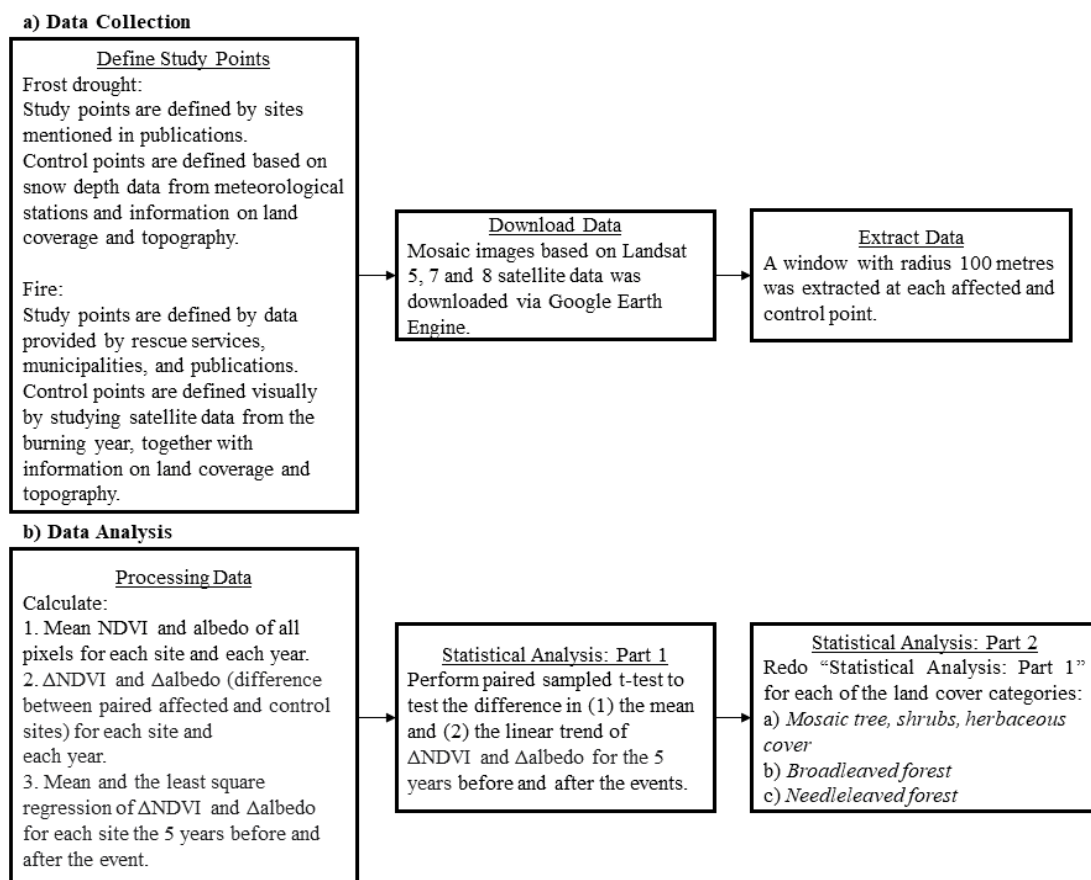 a) Data Collection
Define Study Points
Frost drought:
Study points are defined by sites
mentioned in publications.
Control points are defined based on
snow depth data from meteorological
stations and information on land
coverage and topography.
Fire:
Study points are defined by data
provided by rescue services,
municipalities, and publications.
Control points are defined visually
by studying satellite data from the
burning year, together with
information on land coverage and
topography.
Download Data
Mosaic images based on Landsat
5, 7 and 8 satellite data was
downloaded via Google Earth
Engine.
Extract Data
A window with radius 100 metres
was extracted at each affected and
control point.
b) Data Analysis
Processing Data
Calculate:
1. Mean NDVI and albedo of all
pixels for each site and each year.
2. ΔNDVI and Δalbedo (difference
between paired affected and control
sites) for each site and
each year.
3. Mean and the least square
regression of ΔNDVI and Δalbedo
for each site the 5 years before and
after the event.
Statistical Analysis: Part 1
Perform paired sampled t-test to
test the difference in (1) the mean
and (2) the linear trend of
ΔNDVI and Δalbedo for the 5
years before and after the events.
Statistical Analysis: Part 2
Redo “Statistical Analysis: Part 1”
for each of the land cover categories:
a) Mosaic tree, shrubs, herbaceous
cover
b) Broadleaved forest
c) Needleleaved forest